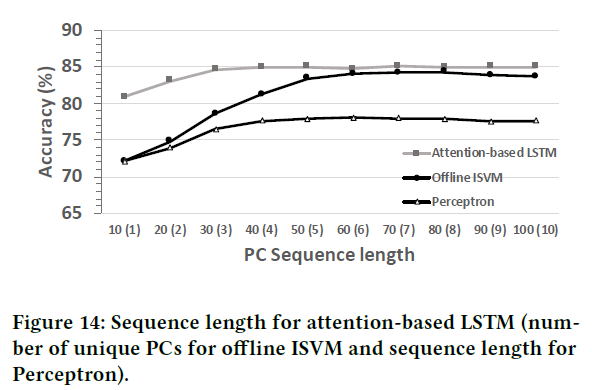 90
85
80
75
70
65
Accuracy (%)
Attention-based LSTM
Offline ISVM
Perceptron
10 (1) 20 (2) 30 (3) 40 (4) 50 (5) 60 (6) 70 (7) 80 (8) 90 (9) 100 (10)
PC Sequence length
Figure 14: Sequence length for attention-based LSTM (num-
ber of unique PCs for offline ISVM and sequence length for
Perceptron).